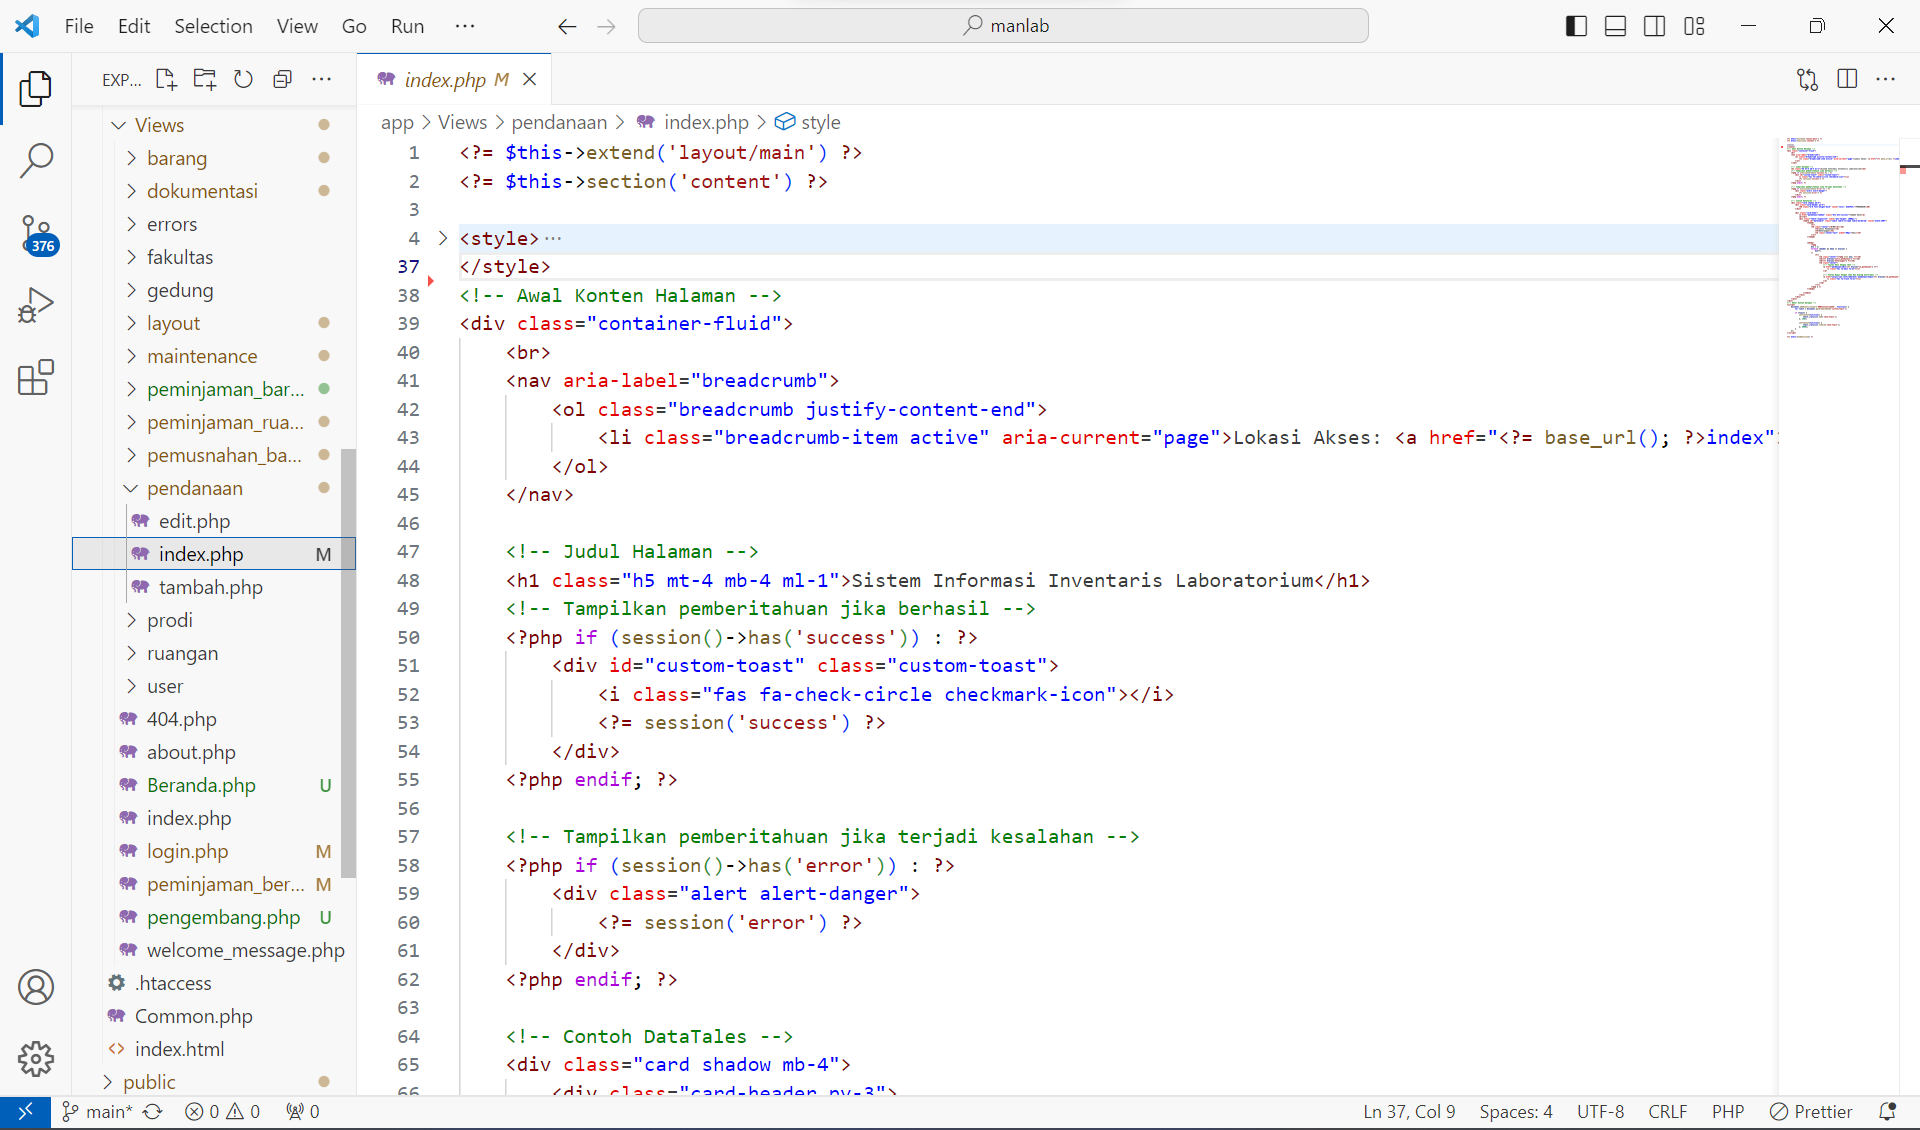 File Edit Selection View Go Run ···
manlab
EXP...
index.php M
app > Views > pendanaan > index.php > style
Views
barang
dokumentasi
errors
fakultas
gedung
layout
maintenance
peminjaman_bar...
peminjaman_rua...
pemusnahan_ba...
pendanaan
edit.php
index.php M
tambah.php
prodi
ruangan
user
404.php
about.php
Beranda.php U
index.php
login.php M
peminjaman_ber... M
pengembang.php U
welcome_message.php
.htaccess
Common.php
index.html
public
376
1 <?= $this->extend('layout/main') ?>
2 <?= $this->section('content') ?>
3
4 <style>···
37 </style>
38 <!-- Awal Konten Halaman -->
39 <div class="container-fluid">
40 <br>
41 <nav aria-label="breadcrumb">
42 <ol class="breadcrumb justify-content-end">
43 <li class="breadcrumb-item active" aria-current="page">Lokasi Akses: <a href="<?= base_url(); ?>index"
44 </ol>
45 </nav>
46
47 <!-- Judul Halaman -->
48 <h1 class="h5 mt-4 mb-4 ml-1">Sistem Informasi Inventaris Laboratorium</h1>
49 <!-- Tampilkan pemberitahuan jika berhasil -->
50 <?php if (session()->has('success')) : ?>
51 <div id="custom-toast" class="custom-toast">
52 <i class="fas fa-check-circle checkmark-icon"></i>
53 <?= session('success') ?>
54 </div>
55 <?php endif; ?>
56
57 <!-- Tampilkan pemberitahuan jika terjadi kesalahan -->
58 <?php if (session()->has('error')) : ?>
59 <div class="alert alert-danger">
60 <?= session('error') ?>
61 </div>
62 <?php endif; ?>
63
64 <!-- Contoh DataTales -->
65 <div class="card shadow mb-4">
66 <div class="card-header py-3">
main* 0 0 0
Ln 37, Col 9 Spaces: 4 UTF-8 CRLF PHP Prettier